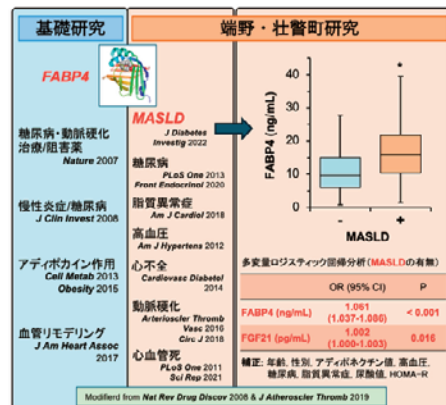 基礎研究
FABP4
糖尿病・動脈硬化
治療/阻害薬
Nature 2007
慢性炎症/糖尿病
J Clin Invest 2008
アディポカイン作用
Cell Metab 2013
Obesity 2015
血管リモデリング
J Am Heart Assoc
2017
端野・壮瞥町研究
MASLD
J Diabetes
Investig 2022
糖尿病
PLoS One 2013
Front Endocrinol 2020
脂質異常症
Am J Cardiol 2018
高血圧
Am J Hypertens 2012
心不全
Cardiovasc Diabetol
2014
動脈硬化
Arterioscler Thromb
Vasc 2016
Circ J 2018
心血管死
PLoS One 2011
Sci Rep 2021
FABP4 (ng/mL)
40
30
20
10
0
*
- +
MASLD
多変量ロジスティック回帰分析(MASLDの有無)
OR (95% CI) P
FABP4 (ng/mL) 1.061 < 0.001
(1.037-1.086)
FGF21 (pg/mL) 1.002 0.016
(1.000-1.003)
補正: 年齢, 性別, アディポネクチン値, 高血圧,
糖尿病, 脂質異常症, 尿酸値, HOMA-R
Modifierd from Nat Rev Drug Discov 2008 & J Atheroscler Thromb 2019